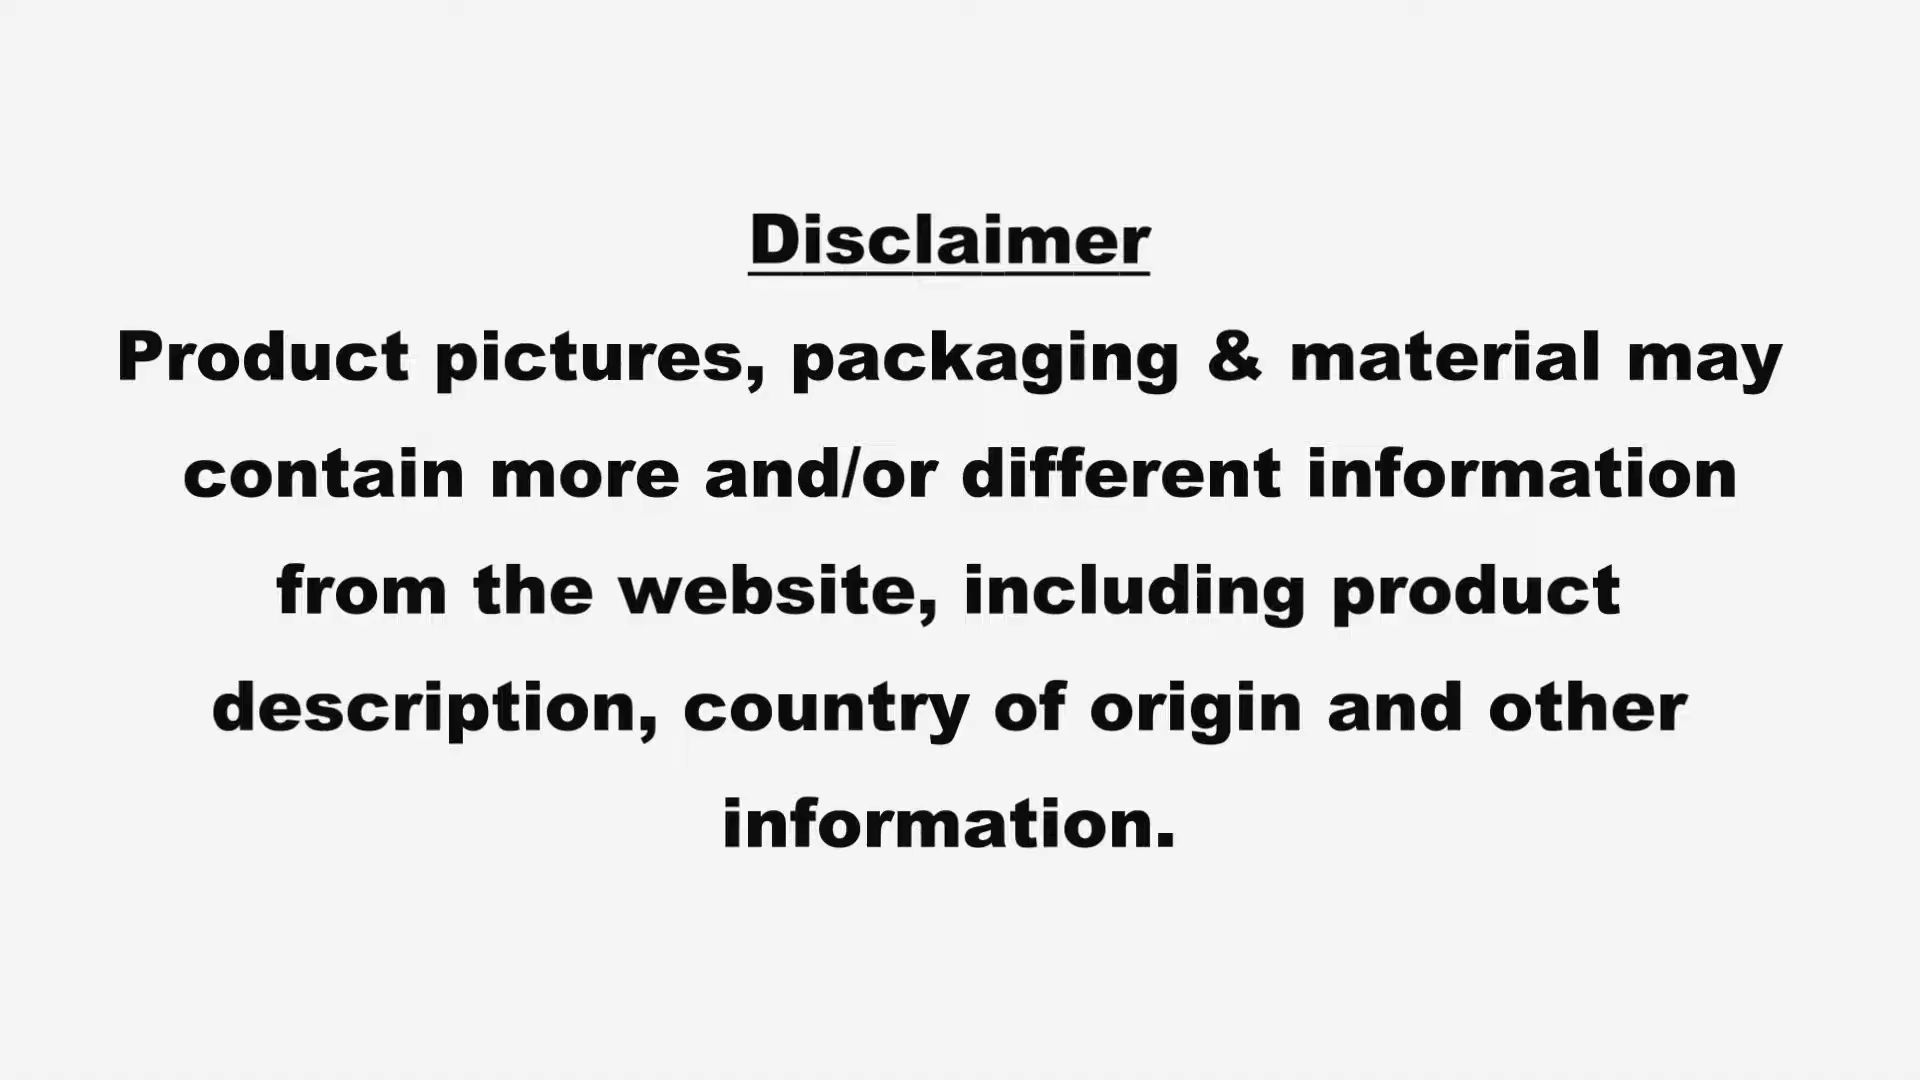 Disclaimer
Product pictures, packaging & material may
contain more and/or different information
from the website, including product
description, country of origin and other
information.